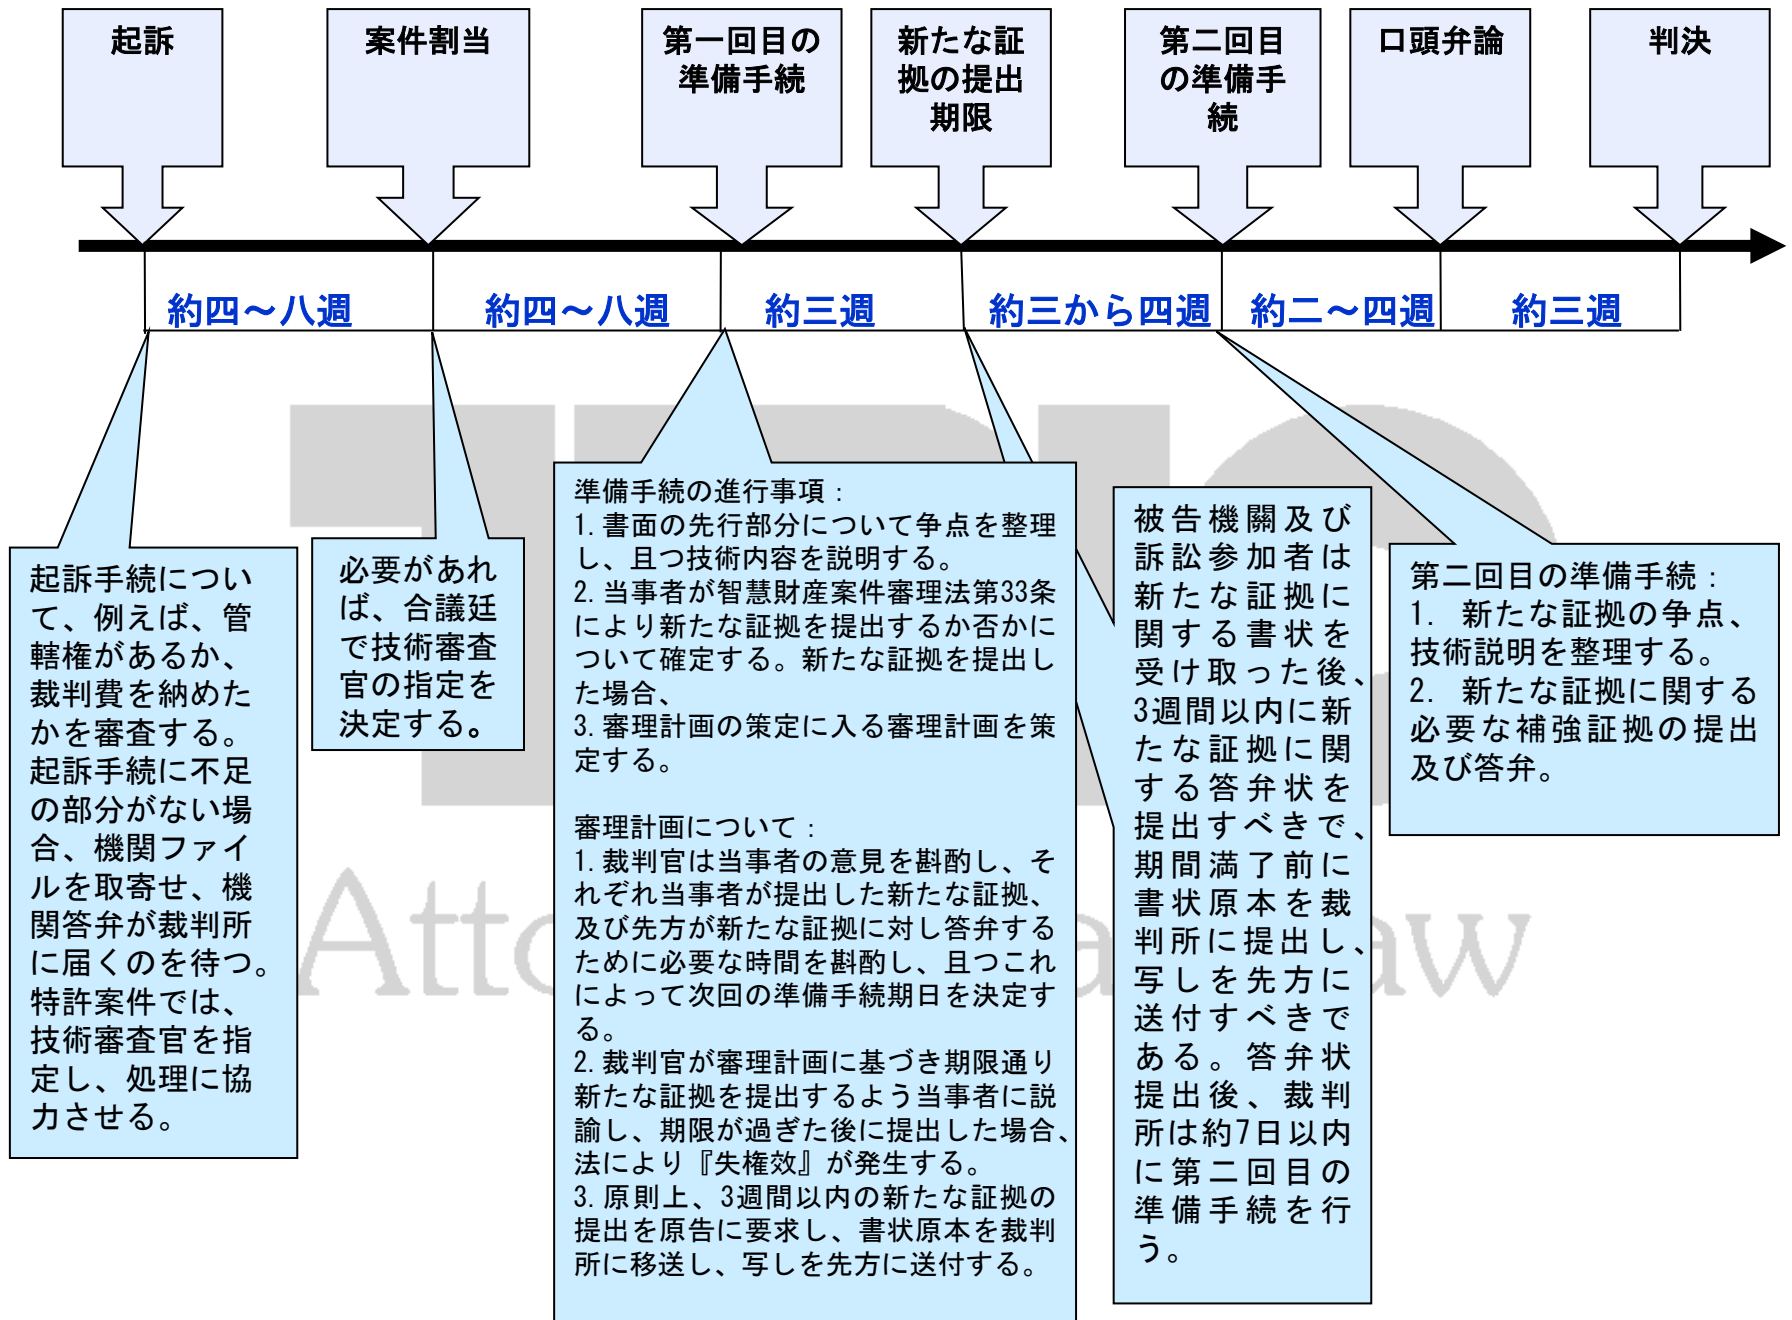 起訴
案件割当
第一回目の
準備手続
新たな証
拠の提出
期限
第二回目
の準備手
続
口頭弁論
判決
約四～八週
約四～八週
約三週
約三から四週
約二～四週
約三週
起訴手続につい
て、例えば、管
轄権があるか、
裁判費を納めた
かを審査する。
起訴手続に不足
の部分がない場
合、機関ファイ
ルを取寄せ、機
関答弁が裁判所
に届くのを待つ。
特許案件では、
技術審査官を指
定し、処理に協
力させる。
必要があれ
ば、合議廷
で技術審査
官の指定を
決定する。
準備手続の進行事項：
1.書面の先行部分について争点を整理
し、且つ技術内容を説明する。
2.当事者が智慧財産案件審理法第33条
により新たな証拠を提出するか否かに
ついて確定する。新たな証拠を提出し
た場合、
3.審理計画の策定に入る審理計画を策
定する。
審理計画について：
1.裁判官は当事者の意見を斟酌し、そ
れぞれ当事者が提出した新たな証拠、
及び先方が新たな証拠に対し答弁する
ために必要な時間を斟酌し、且つこれ
によって次回の準備手続期日を決定す
る。
2.裁判官が審理計画に基づき期限通り
新たな証拠を提出するよう当事者に説
諭し、期限が過ぎた後に提出した場合、
法により『失権効』が発生する。
3.原則上、3週間以内の新たな証拠の
提出を原告に要求し、書状原本を裁判
所に移送し、写しを先方に送付する。
被告機關及び
訴訟参加者は
新たな証拠に
関する書状を
受け取った後、
3週間以内に新
たな証拠に関
する答弁状を
提出すべきで、
期間満了前に
書状原本を裁
判所に提出し、
写しを先方に
送付すべきで
ある。答弁状
提出後、裁判
所は約7日以内
に第二回目の
準備手続を行
う。
第二回目の準備手続：
1. 新たな証拠の争点、
技術説明を整理する。
2. 新たな証拠に関する
必要な補強証拠の提出
及び答弁。